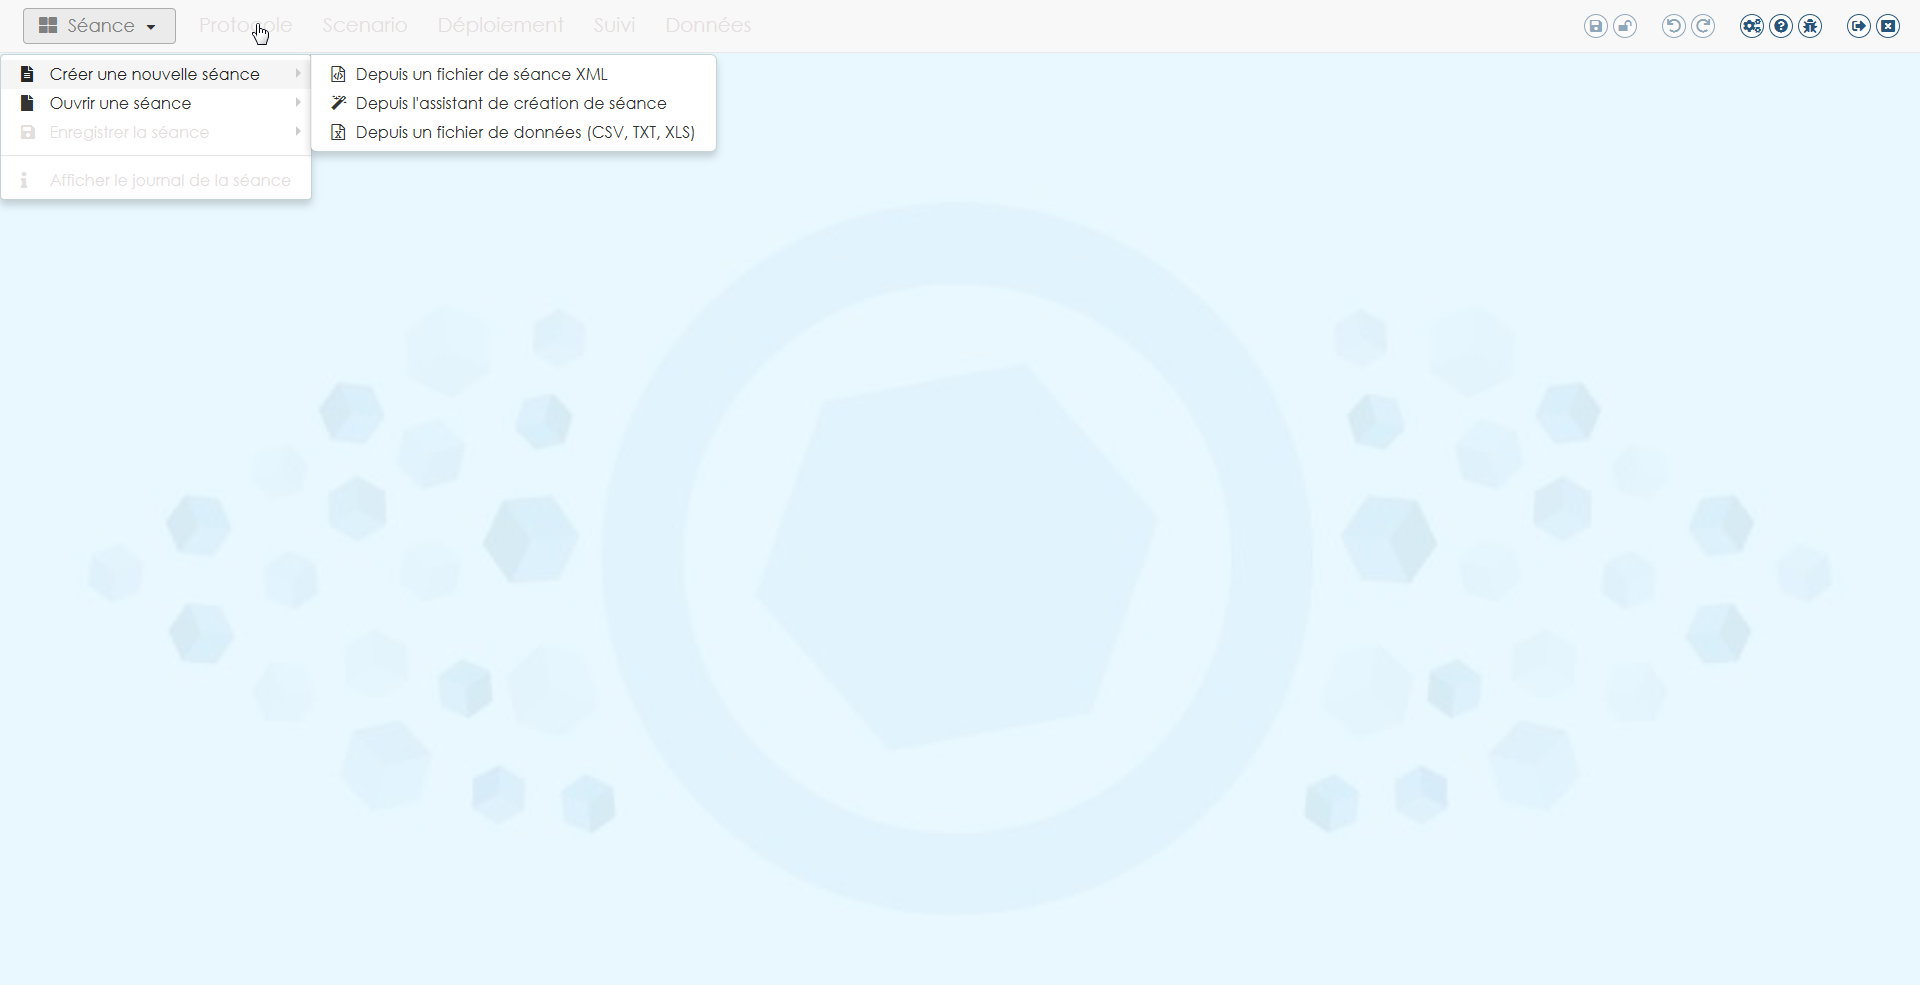 Séance
Protocole
Scenario
Déploiement
Suivi
Données
Créer une nouvelle séance
Ouvrir une séance
Enregistrer la séance
Afficher le journal de la séance
Depuis un fichier de séance XML
Depuis l'assistant de création de séance
Depuis un fichier de données (CSV, TXT, XLS)